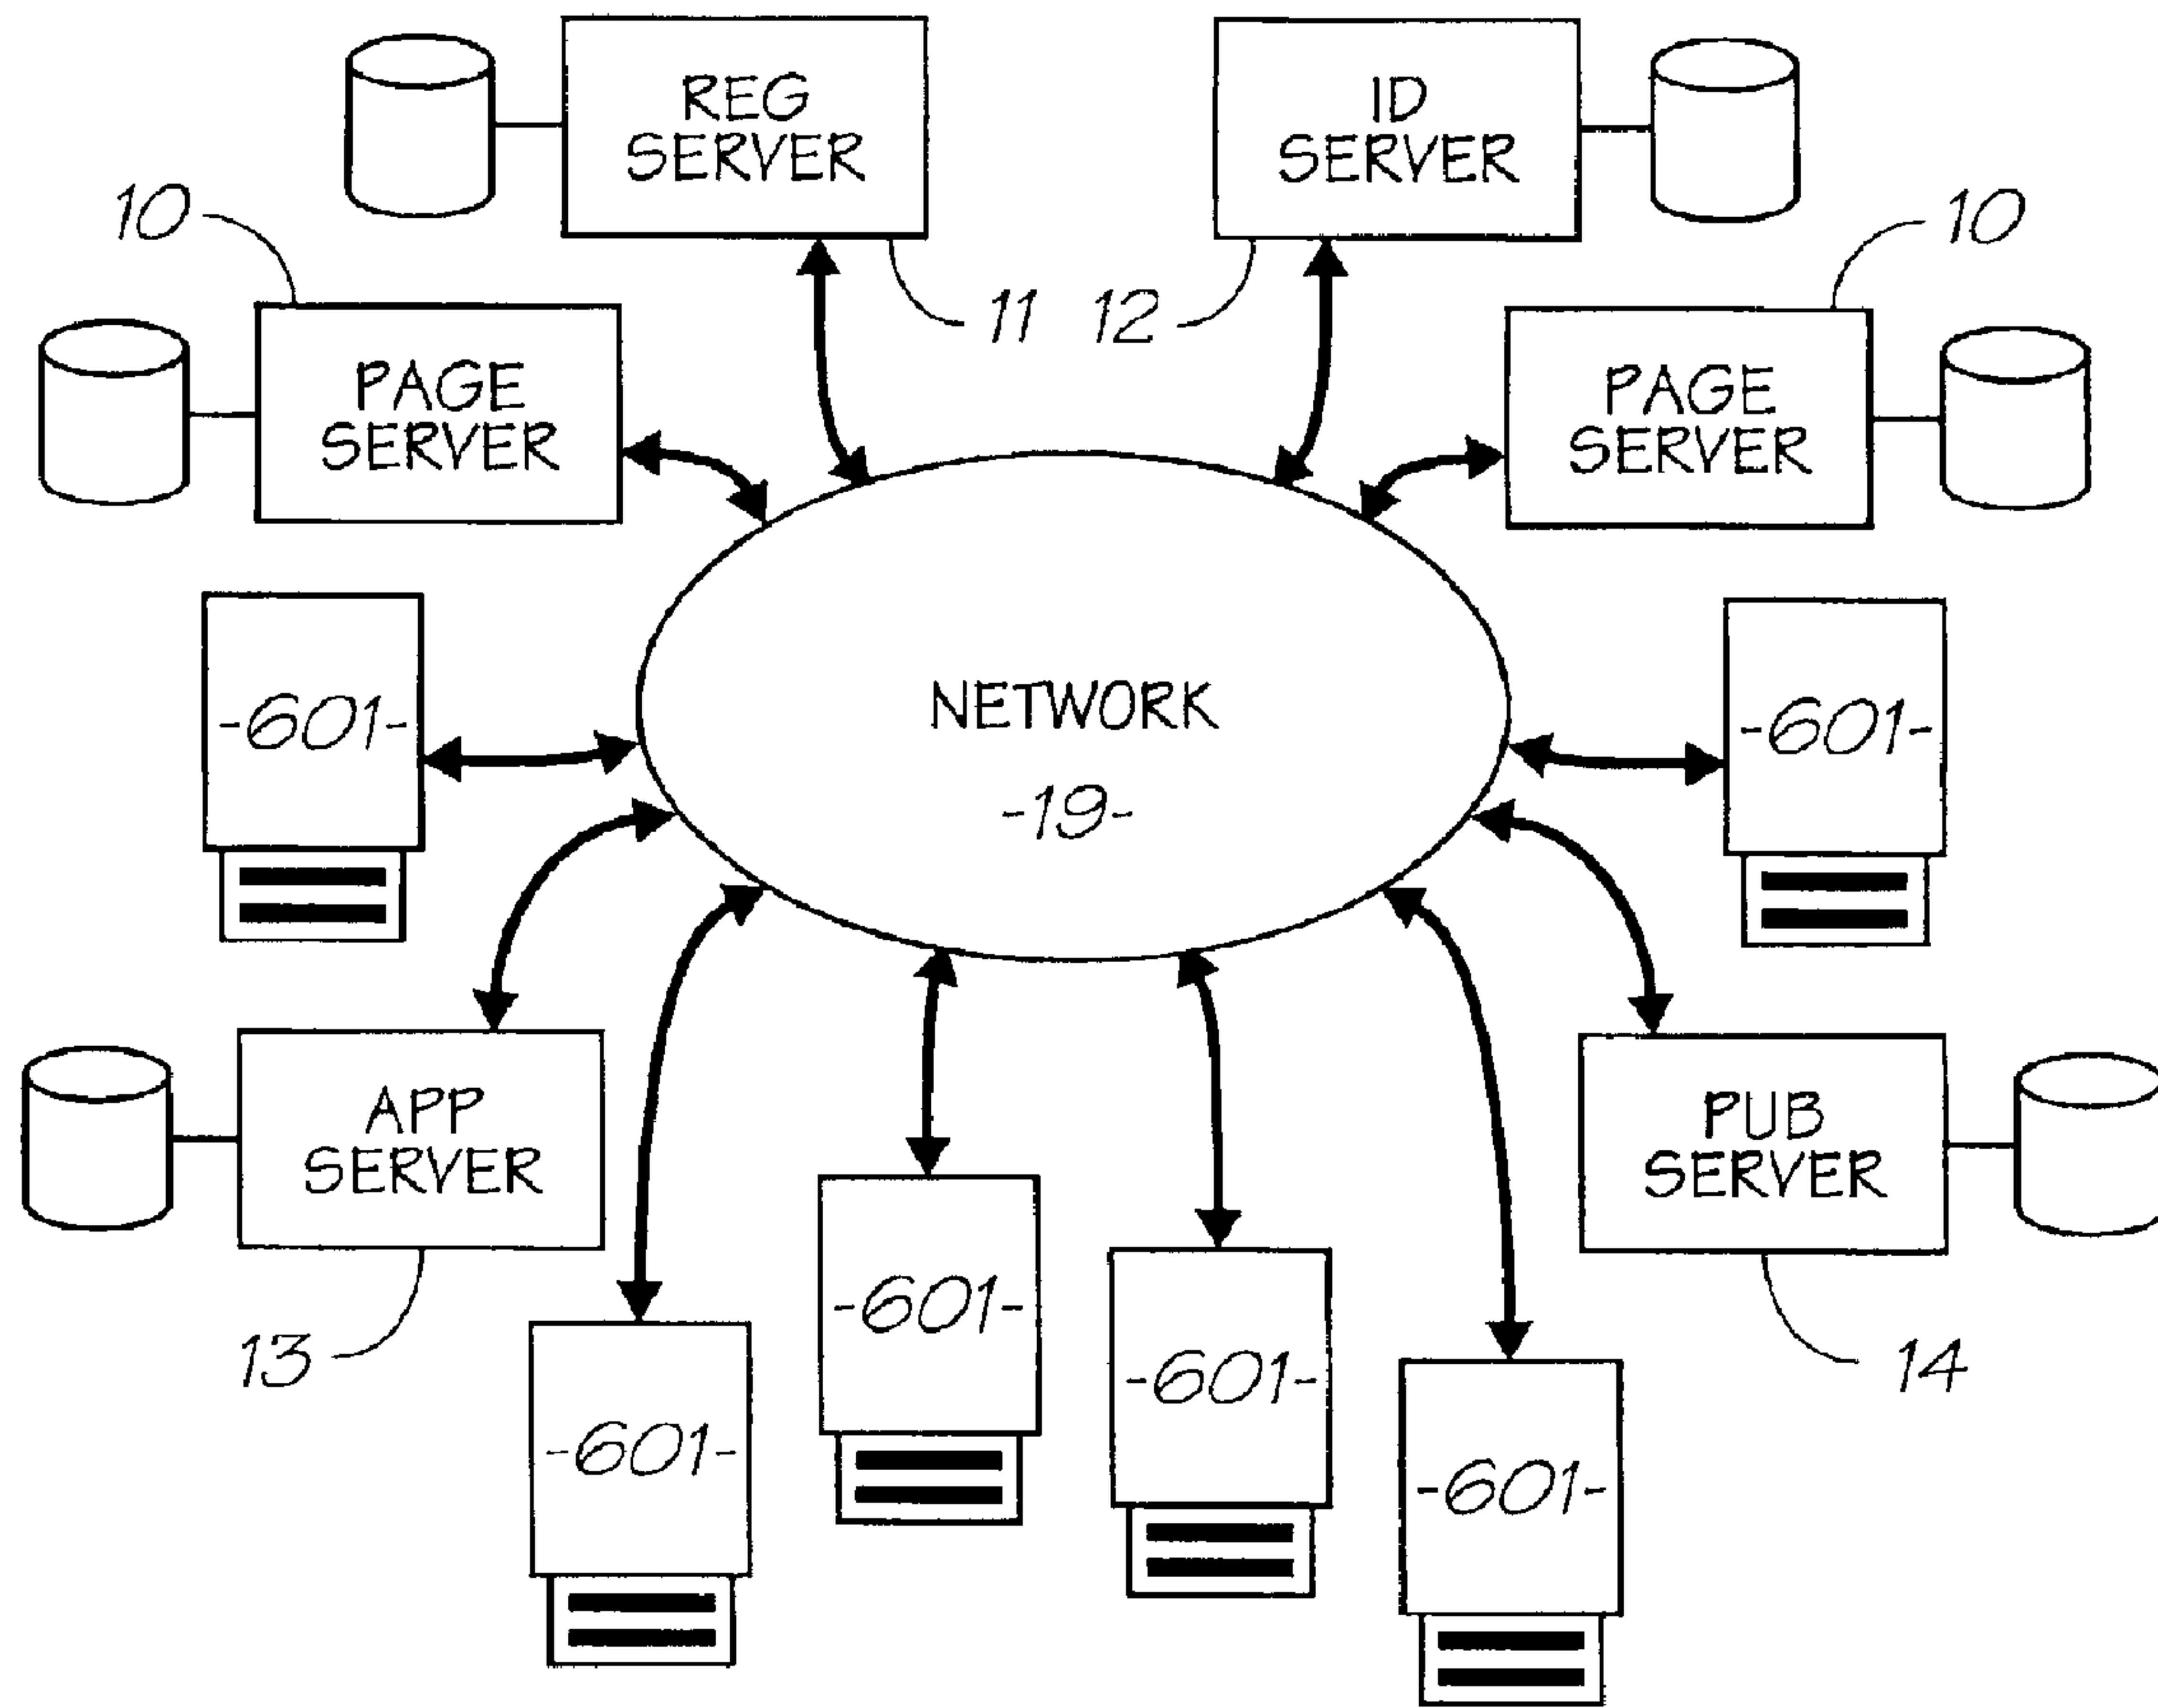 REG
SERVER
ID
SERVER
10
10
11
12
PAGE
SERVER
PAGE
SERVER
-601-
NETWORK
-19-
-601-
APP
SERVER
PUB
SERVER
13
-601-
-601-
-601-
-601-
14